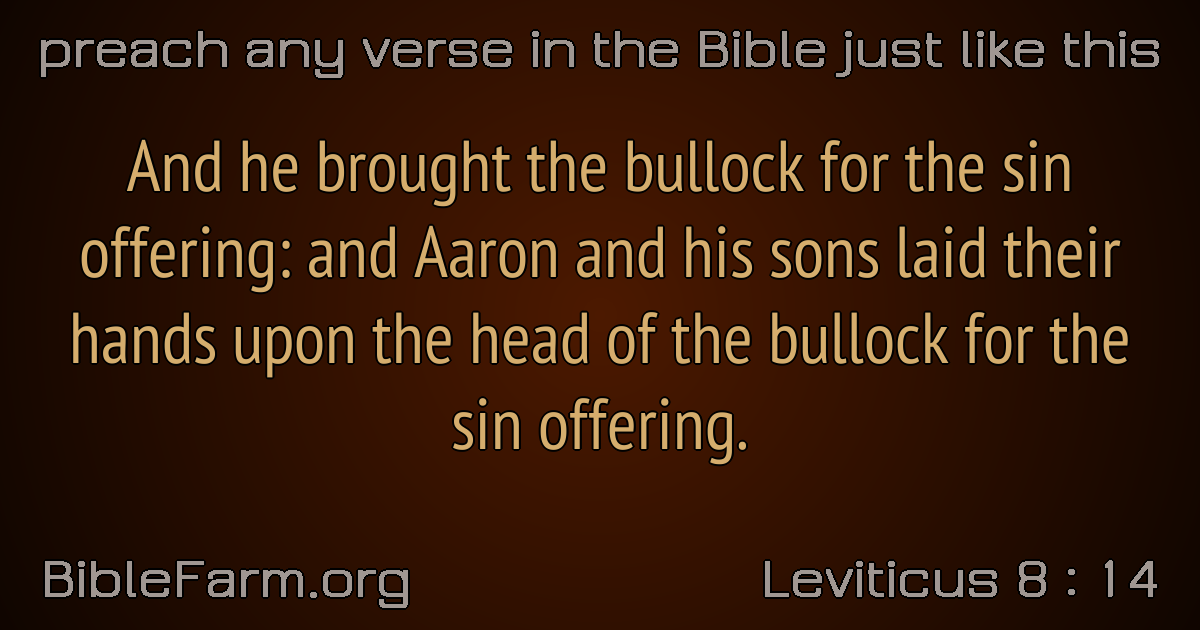 preach any verse in the Bible just like this
And he brought the bullock for the sin
offering: and Aaron and his sons laid their
hands upon the head of the bullock for the
sin offering.
BibleFarm.org
Leviticus 8 : 14